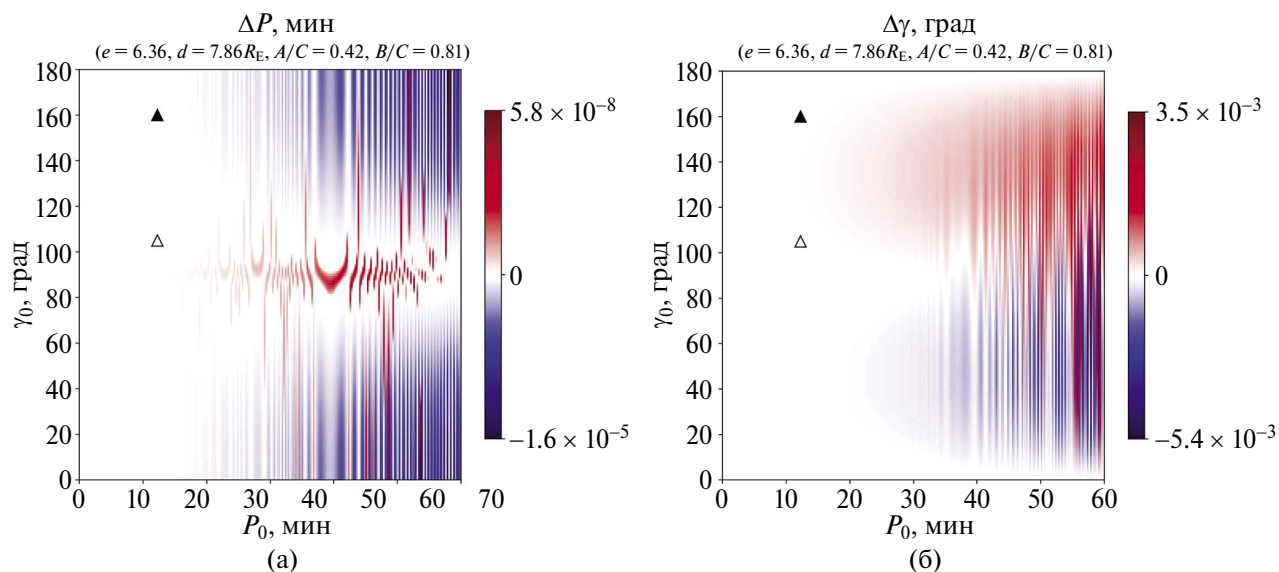 ΔP, мин
(e = 6.36, d = 7.86R_E, A/C = 0.42, B/C = 0.81)
180
160
140
120
100
80
60
40
20
0
γ₀, град
0 10 20 30 40 50 60 70
P₀, мин
5.8 × 10⁻⁸
0
−1.6 × 10⁻⁵
(а)
Δγ, град
(e = 6.36, d = 7.86R_E, A/C = 0.42, B/C = 0.81)
180
160
140
120
100
80
60
40
20
0
γ₀, град
0 10 20 30 40 50 60
P₀, мин
3.5 × 10⁻³
0
−5.4 × 10⁻³
(б)